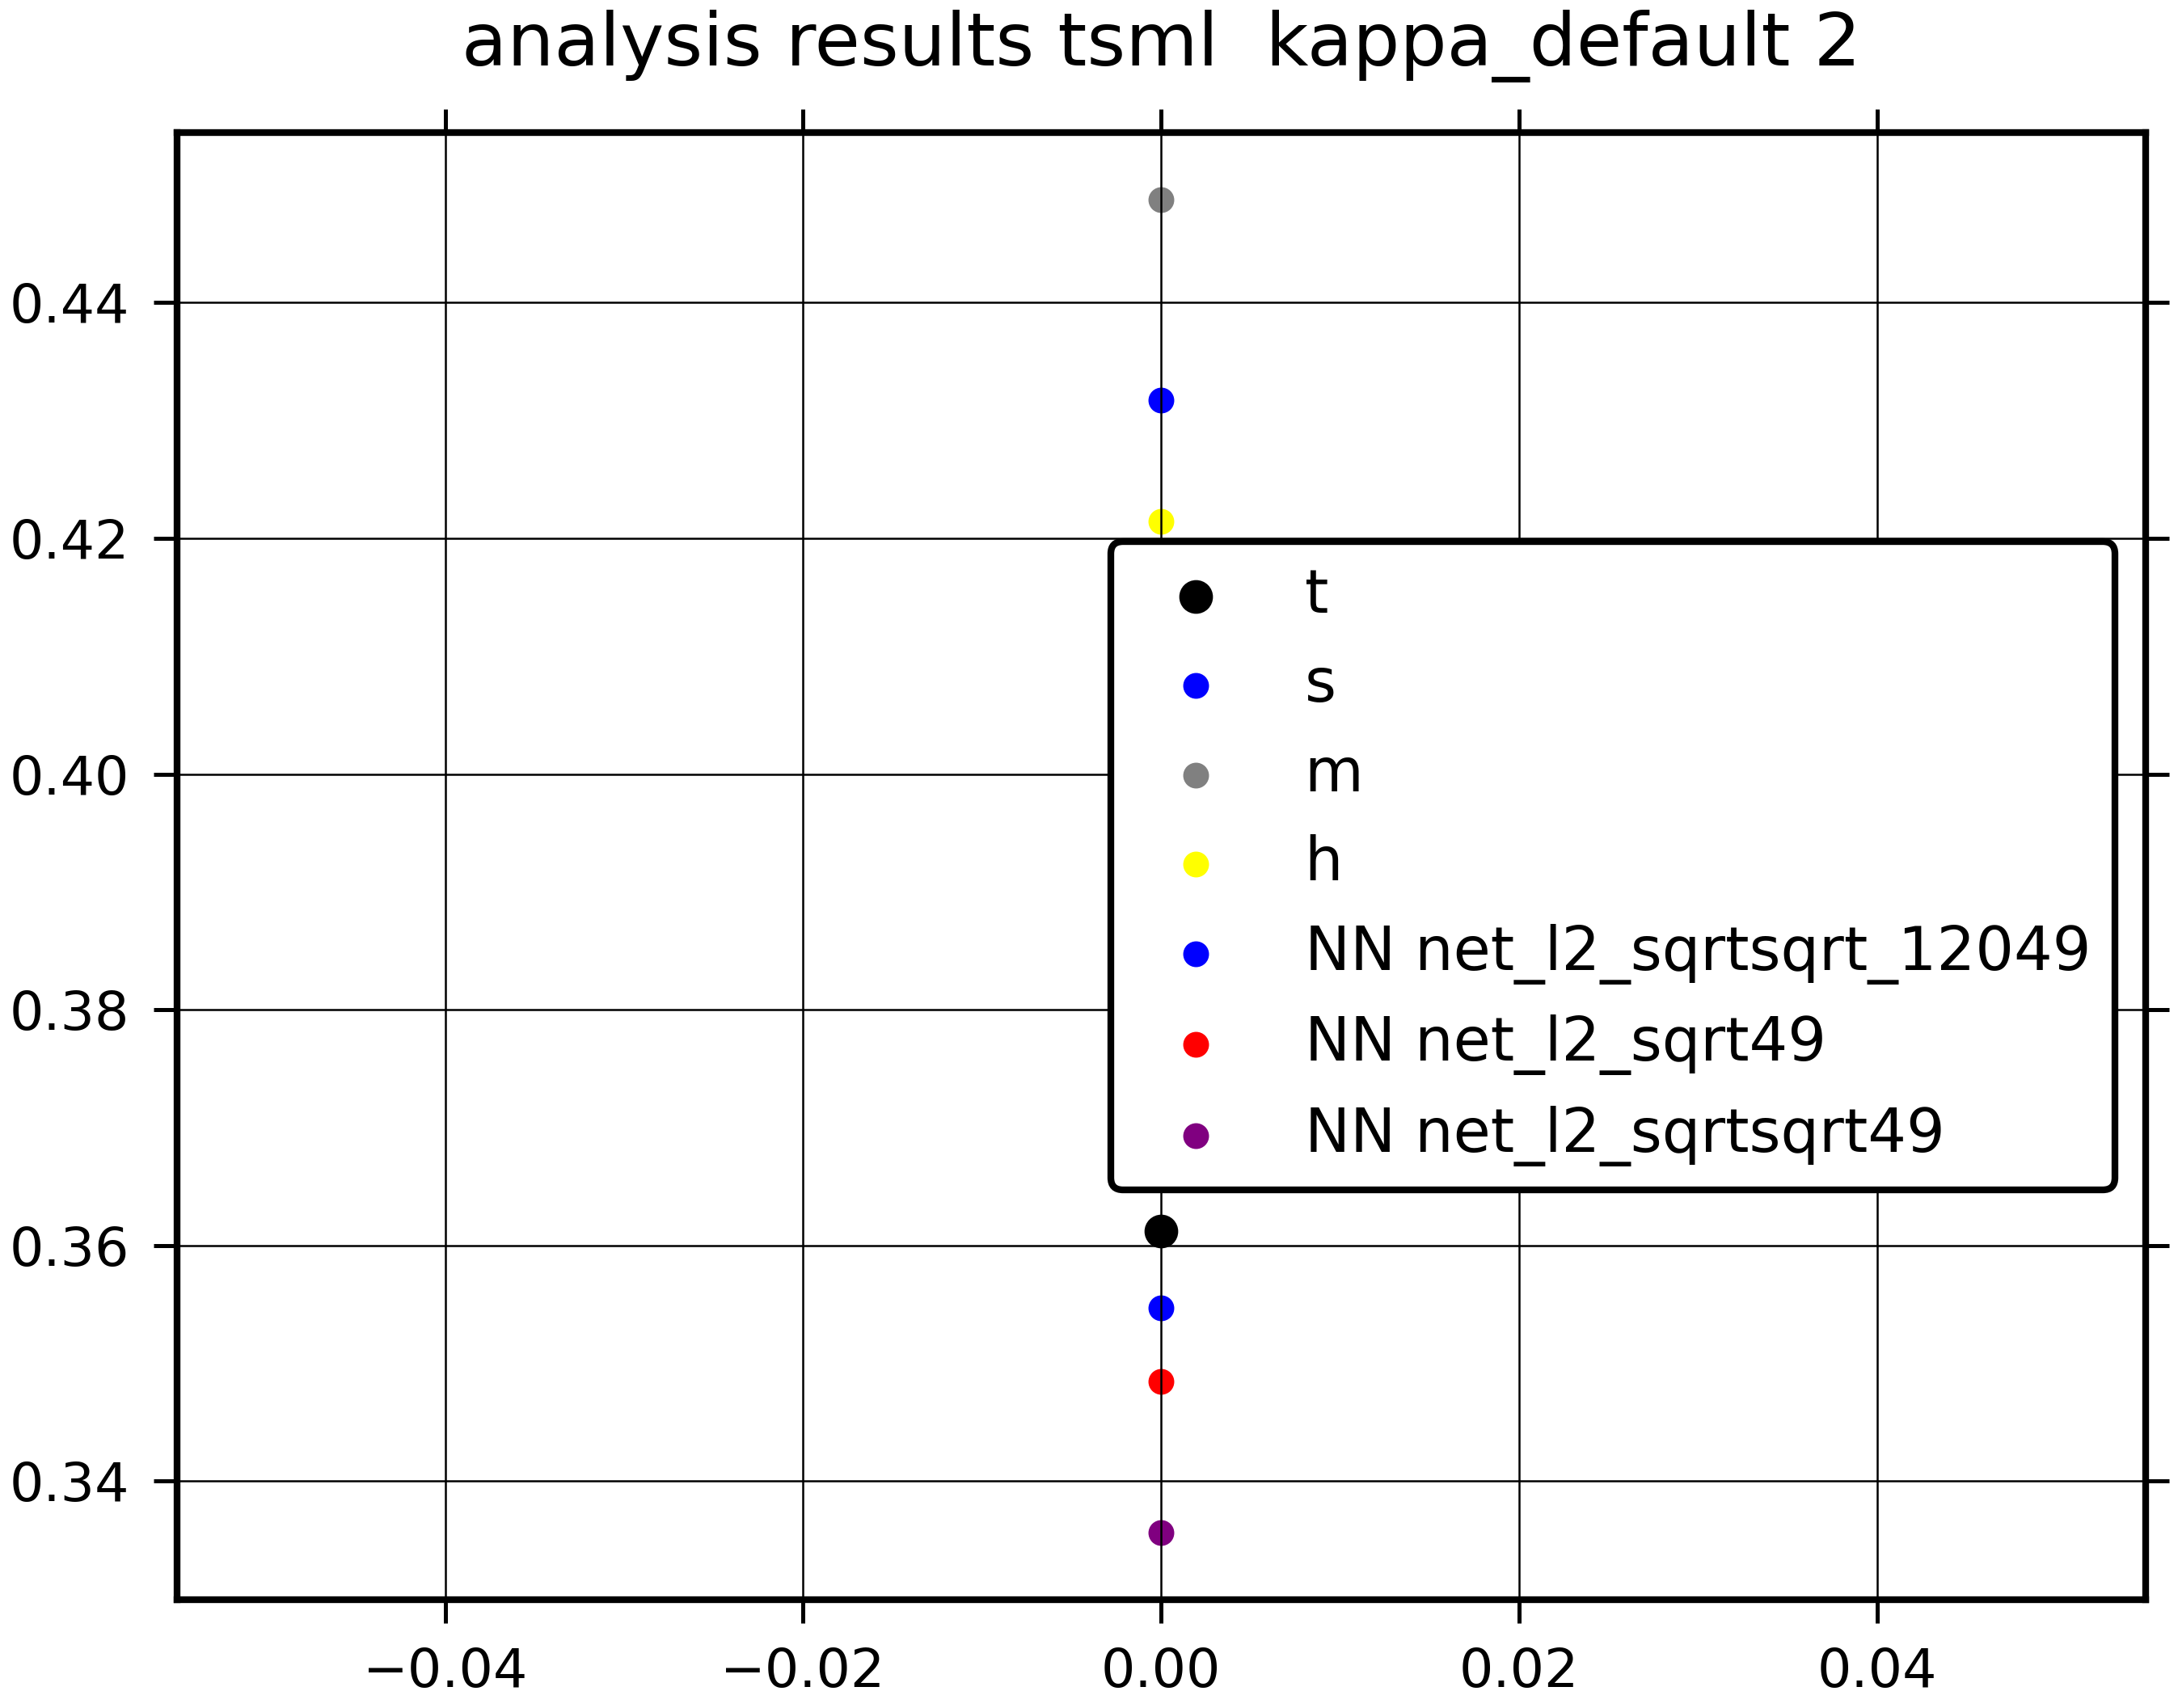 analysis results tsml  kappa_default 2
0.44
0.42
0.40
0.38
0.36
0.34
t
s
m
h
NN net_l2_sqrtsqrt_12049
NN net_l2_sqrt49
NN net_l2_sqrtsqrt49
−0.04
−0.02
0.00
0.02
0.04